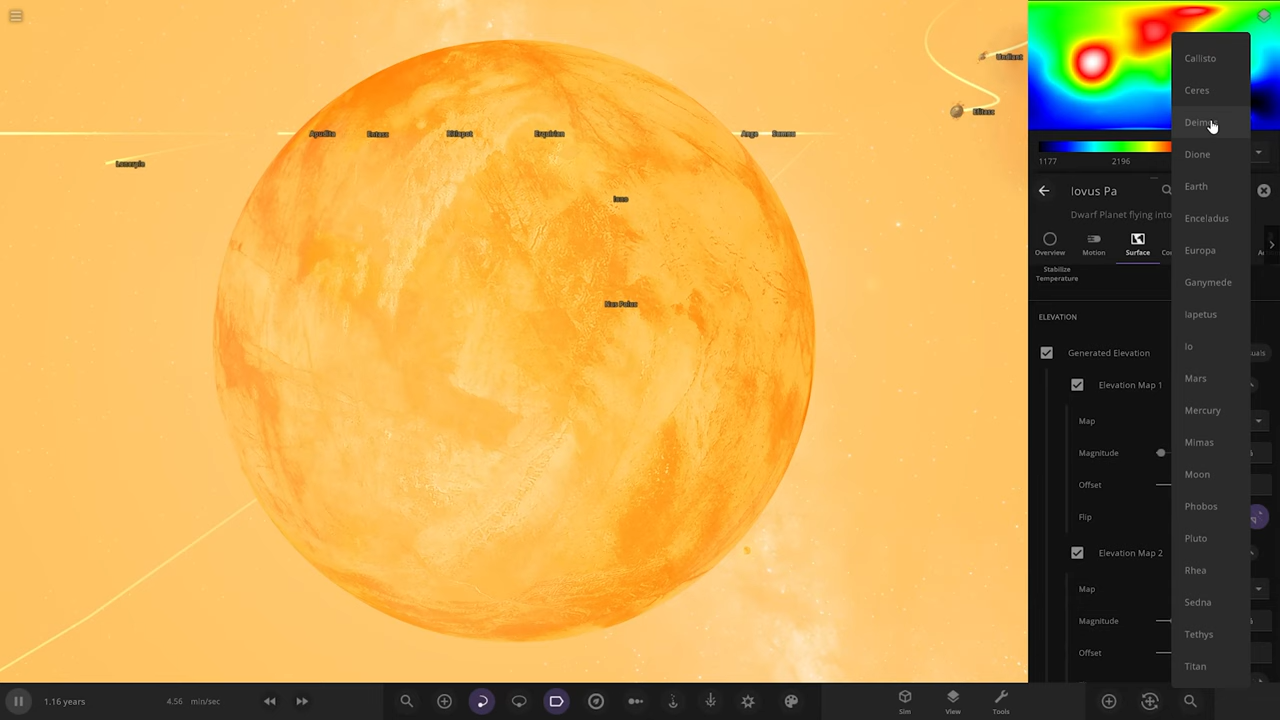 Callisto
Ceres
Dione
Earth
Enceladus
Europa
Ganymede
Iapetus
Io
Mars
Mercury
Mimas
Moon
Phobos
Pluto
Rhea
Sedna
Tethys
Titan
1177
2196
Iovus Pa
Dwarf Planet flying into
Overview
Motion
Surface
Stabilize
Temperature
ELEVATION
Generated Elevation
Elevation Map 1
Map
Magnitude
Offset
Flip
Elevation Map 2
Map
Magnitude
Offset
1.16 years
4.56 min/sec
Sim
View
Tools